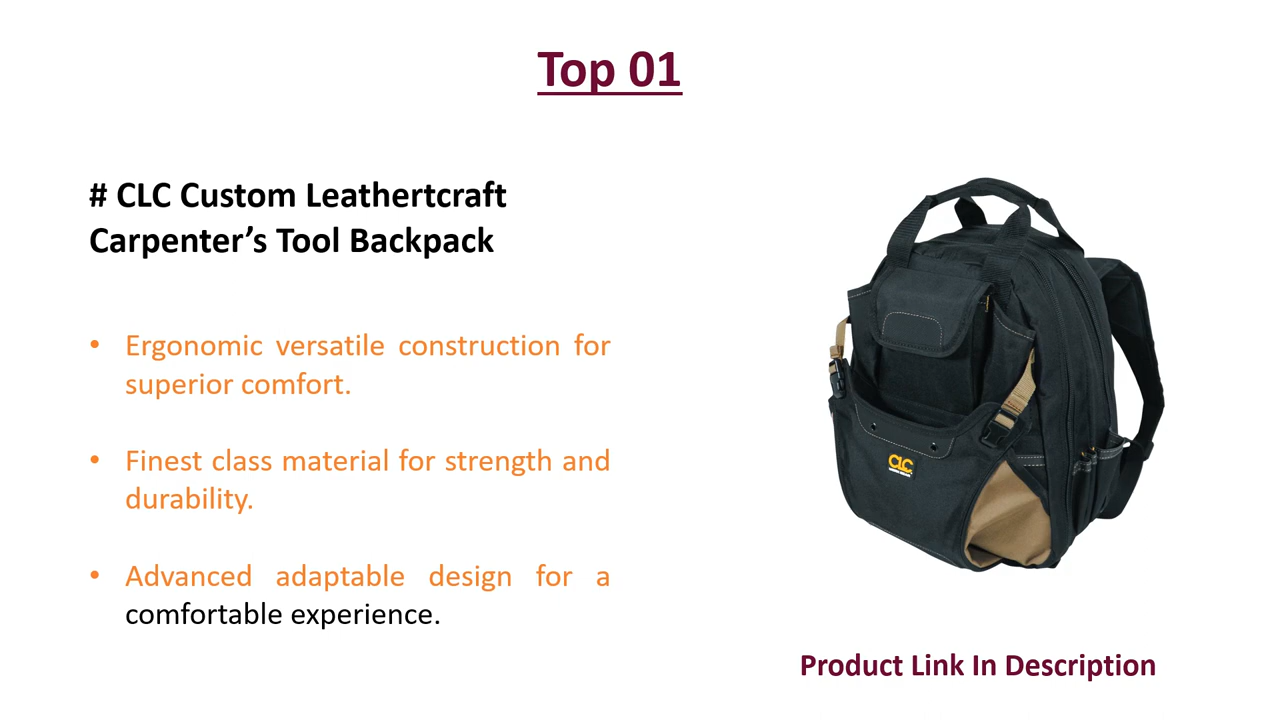 Top 01
# CLC Custom Leathertcraft
Carpenter’s Tool Backpack
• Ergonomic versatile construction for
superior comfort.
• Finest class material for strength and
durability.
• Advanced adaptable design for a
comfortable experience.
CLC
Product Link In Description